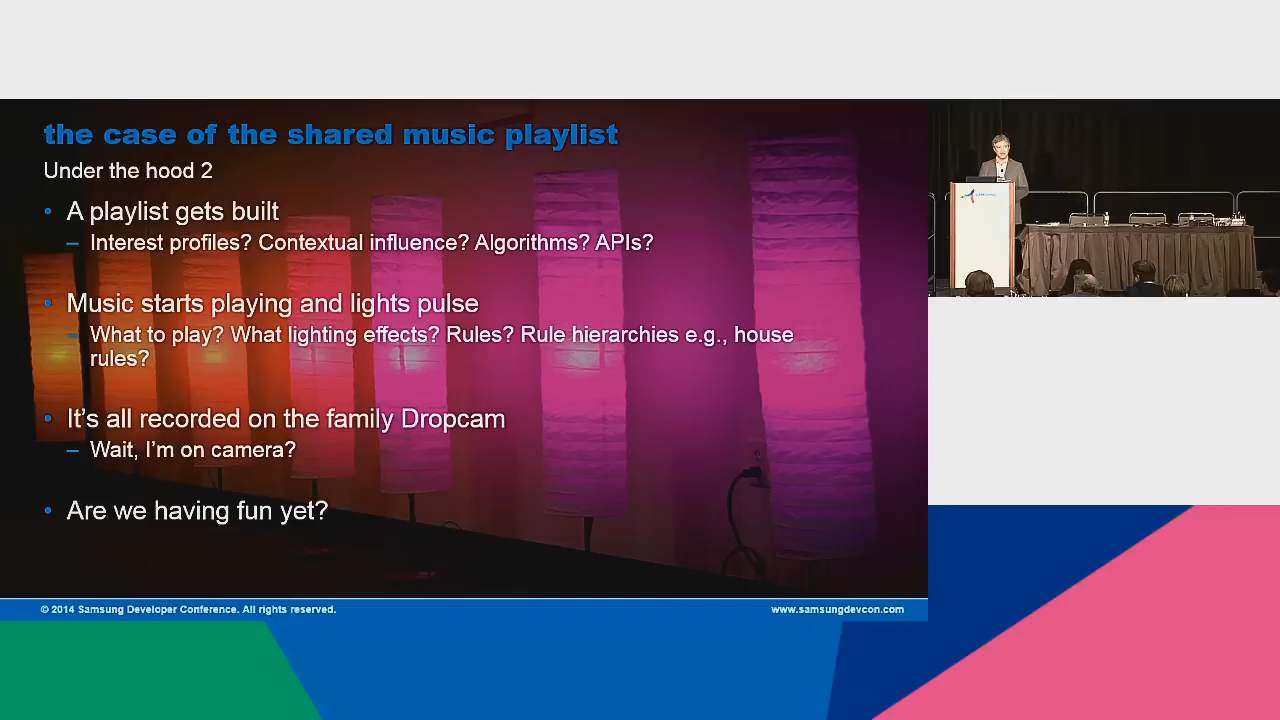 the case of the shared music playlist
Under the hood 2
• A playlist gets built
– Interest profiles? Contextual influence? Algorithms? APIs?
• Music starts playing and lights pulse
– What to play? What lighting effects? Rules? Rule hierarchies e.g., house
rules?
• It's all recorded on the family Dropcam
– Wait, I'm on camera?
• Are we having fun yet?
© 2014 Samsung Developer Conference. All rights reserved.
www.samsungdevcon.com